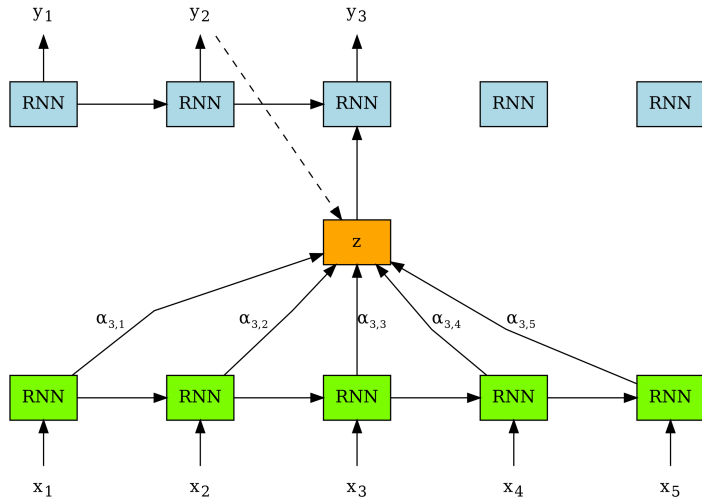 y1 y2 y3
RNN RNN RNN RNN RNN
z
α3,1 α3,2 α3,3 α3,4 α3,5
RNN RNN RNN RNN RNN
x1 x2 x3 x4 x5